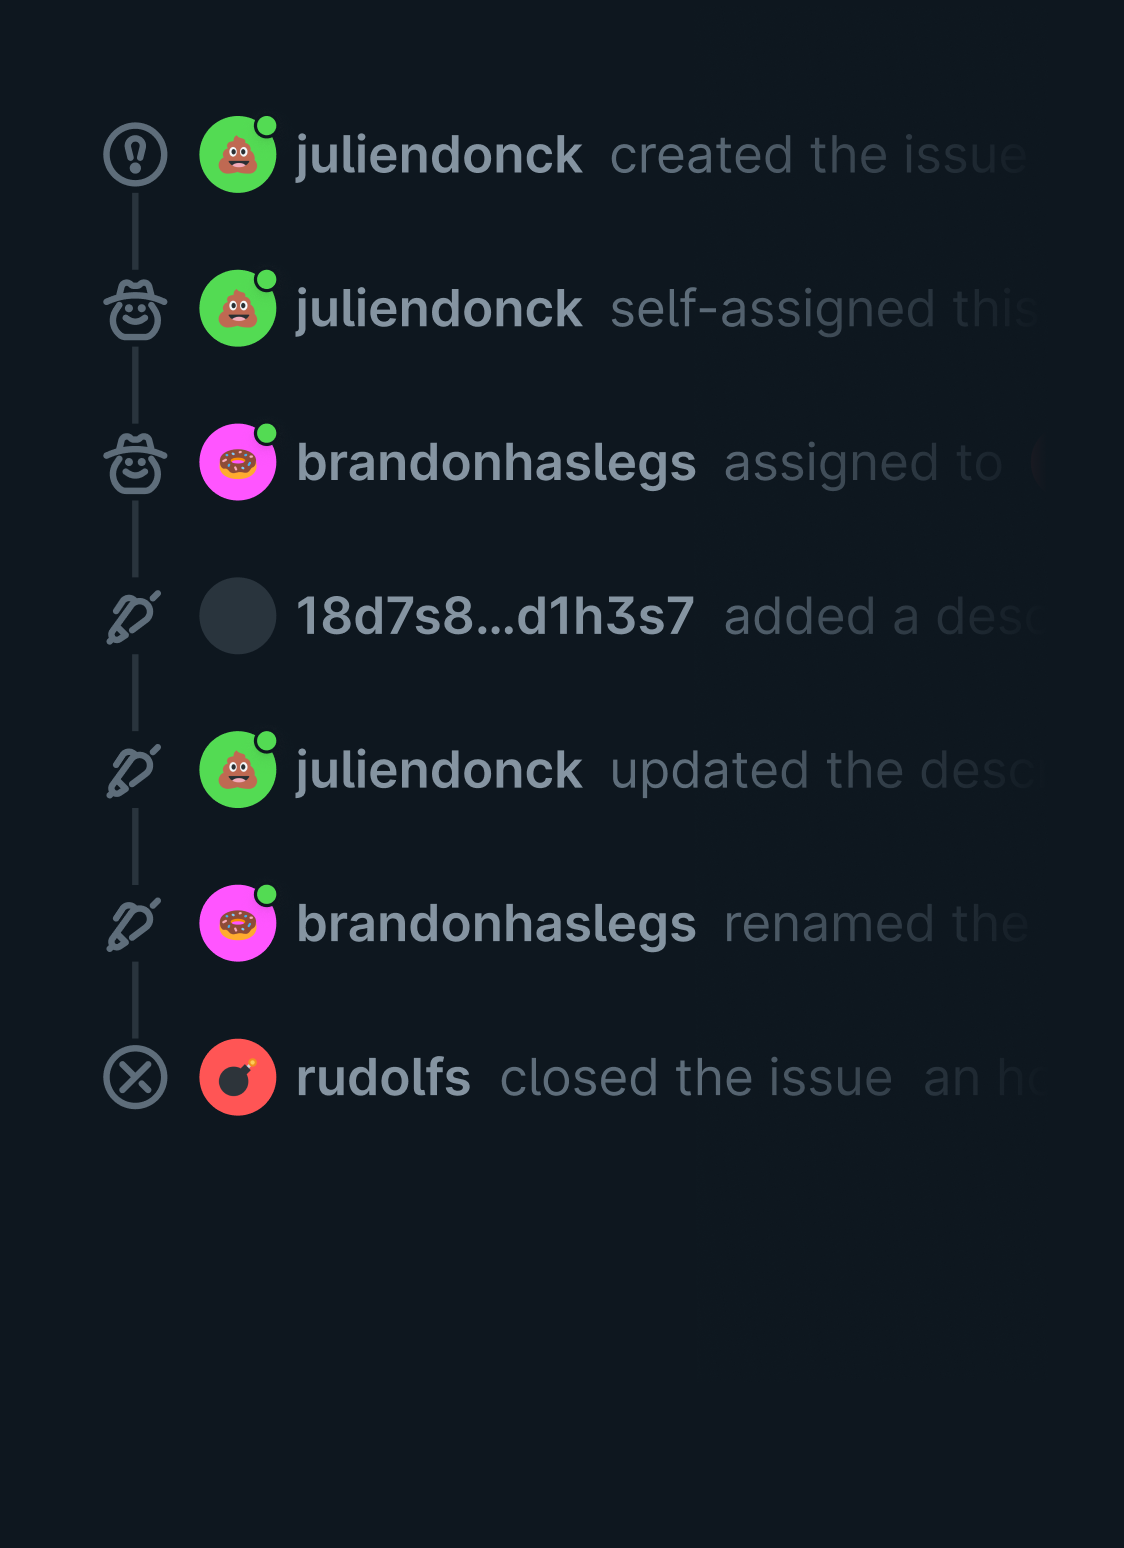 juliendonck created the issue
juliendonck self-assigned this
brandonhaslegs assigned to
18d7s8...d1h3s7 added a
juliendonck updated the
brandonhaslegs renamed the
rudolfs closed the issue an